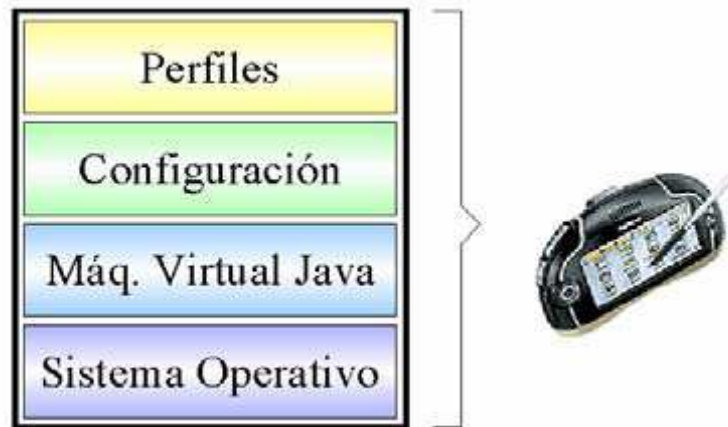 Perfiles
Configuración
Máq. Virtual Java
Sistema Operativo